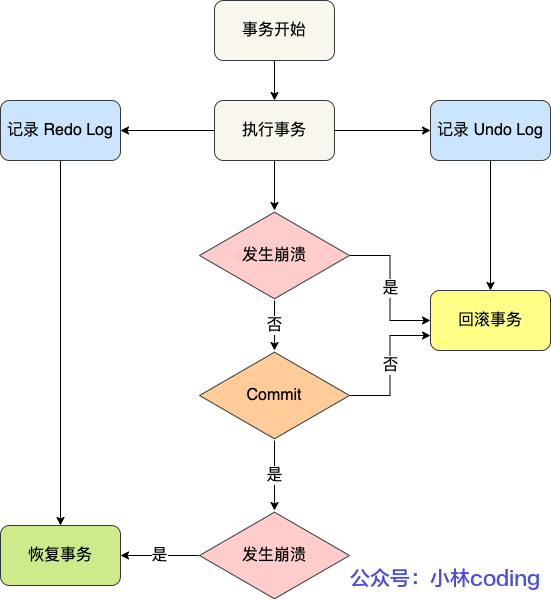 事务开始
记录 Redo Log
执行事务
记录 Undo Log
发生崩溃
是
回滚事务
否
否
Commit
是
恢复事务
是
发生崩溃
公众号：小林coding